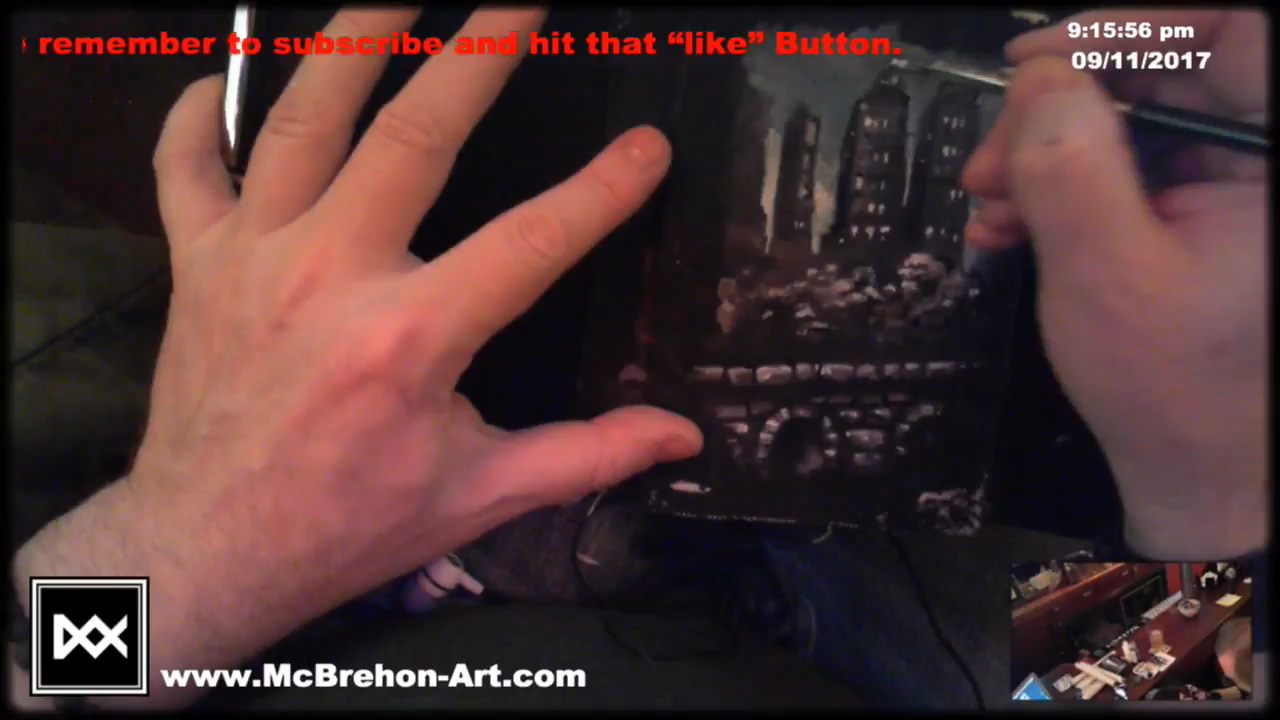 remember to subscribe and hit that “like” Button.
9:15:56 pm
09/11/2017
www.McBrehon-Art.com